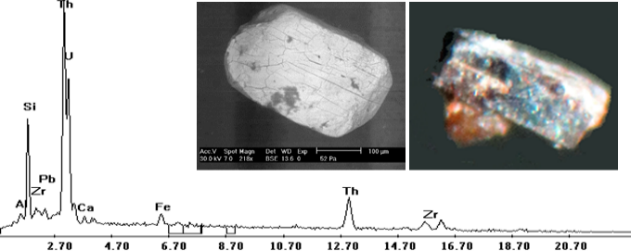 Th
U
Si
Pb
Zr
Al
Ca
Fe
Th
Zr
2.70 4.70 6.70 8.70 10.70 12.70 14.70 16.70 18.70 20.70
Acc.V Spot Magn Det WD Exp 100 µm
30.0 kV 7.0 218x BSE 13.6 0 52 Pa